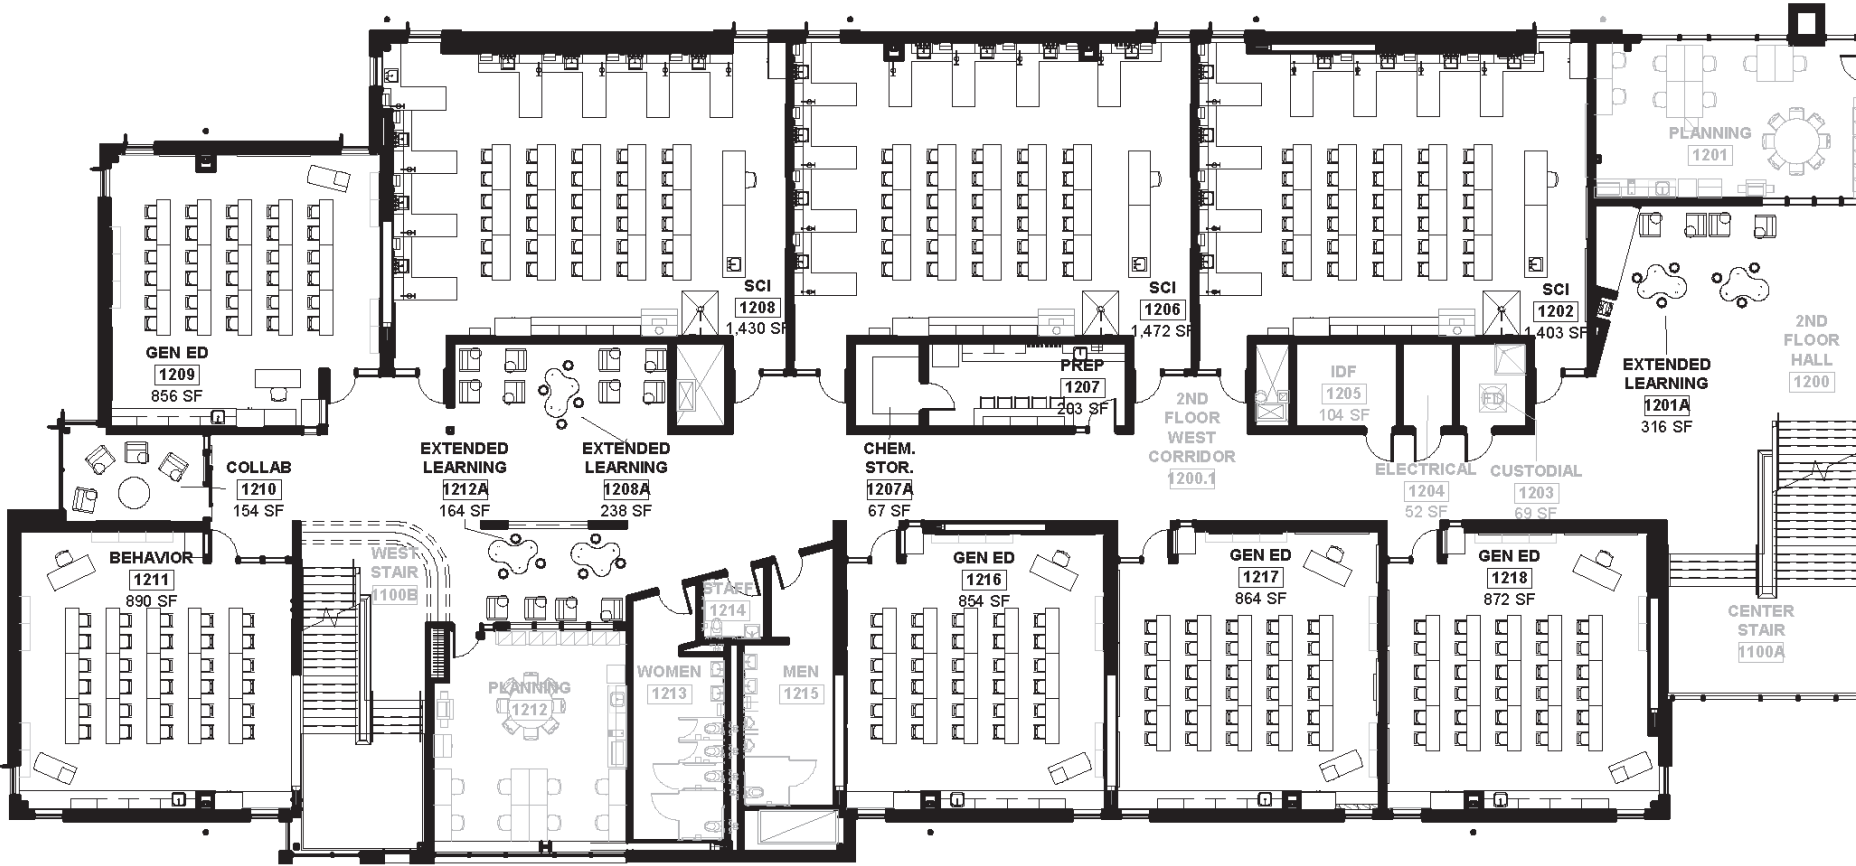 PLANNING
1201
SCI
1208
1,430 SF
SCI
1206
1,472 SF
SCI
1202
1,403 SF
GEN ED
1209
856 SF
PREP
1207
203 SF
IDF
1205
104 SF
ED
2ND
FLOOR
HALL
1200
EXTENDED
LEARNING
1201A
316 SF
2ND
FLOOR
WEST
CORRIDOR
1200.1
COLLAB
1210
154 SF
EXTENDED
LEARNING
1212A
164 SF
EXTENDED
LEARNING
1208A
238 SF
CHEM.
STOR.
1207A
67 SF
ELECTRICAL
1204
52 SF
CUSTODIAL
1203
69 SF
BEHAVIOR
1211
890 SF
WEST
STAIR
1100B
STAFF
1214
GEN ED
1216
854 SF
GEN ED
1217
864 SF
GEN ED
1218
872 SF
CENTER
STAIR
1100A
PLANNING
1212
WOMEN
1213
MEN
1215